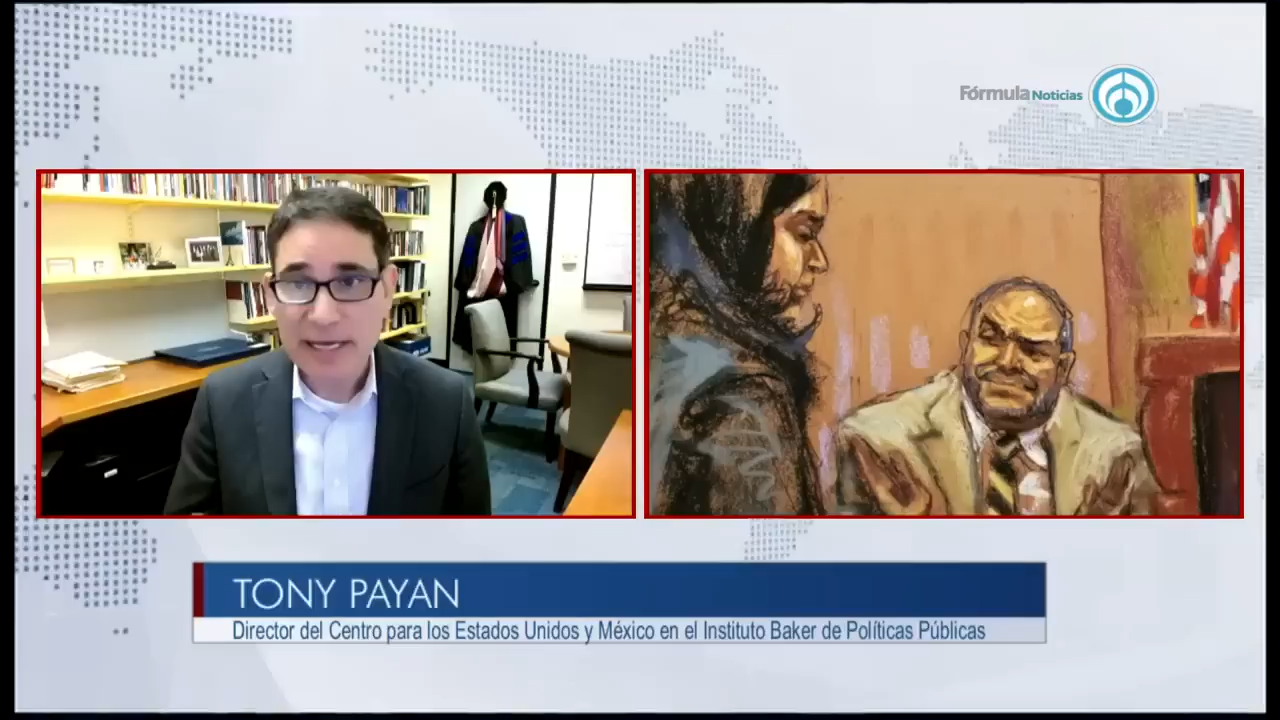 Fórmula Noticias
TONY PAYAN
Director del Centro para los Estados Unidos y México en el Instituto Baker de Políticas Públicas